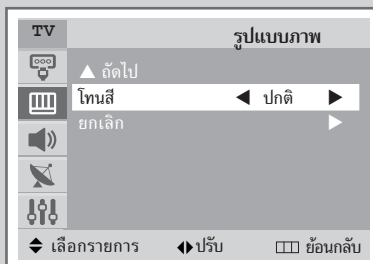 TV รูปแบบภาพ
▲ ถัดไป
โทนสี ◀ ปกติ ▶
ยกเลิก ▶
เลือกรายการ ปรับ ย้อนกลับ